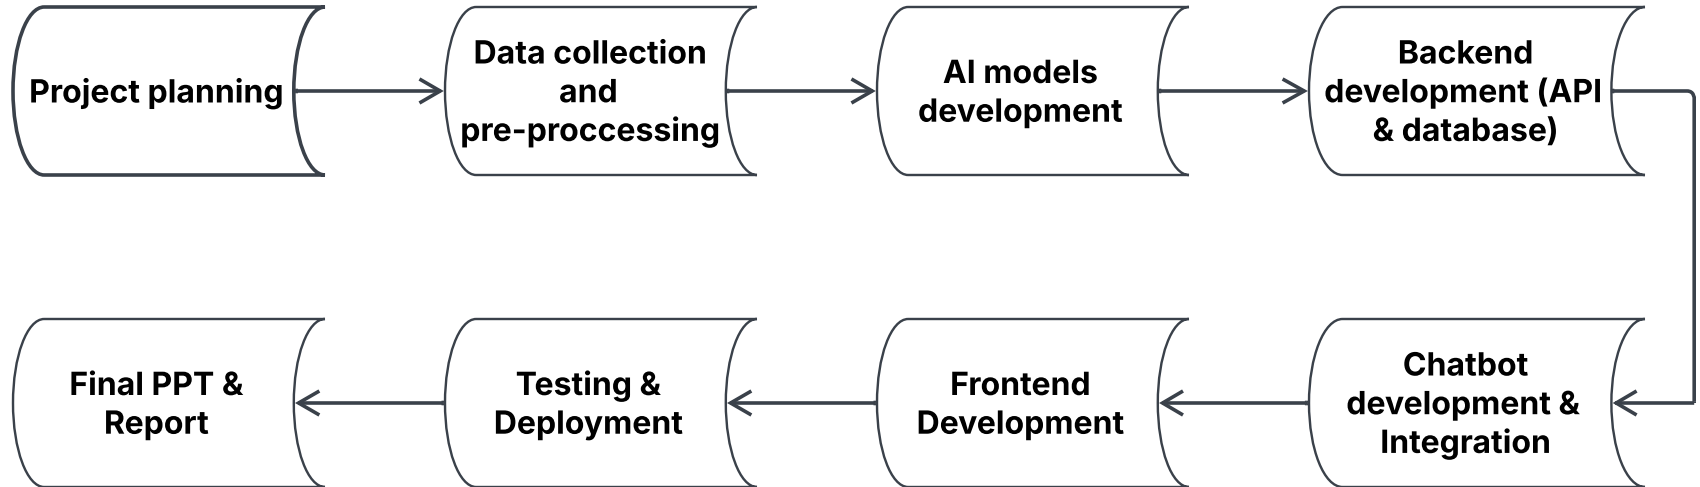 Project planning
Data collection
and
pre-proccessing
AI models
development
Backend
development (API
& database)
Chatbot
development &
Integration
Frontend
Development
Testing &
Deployment
Final PPT &
Report